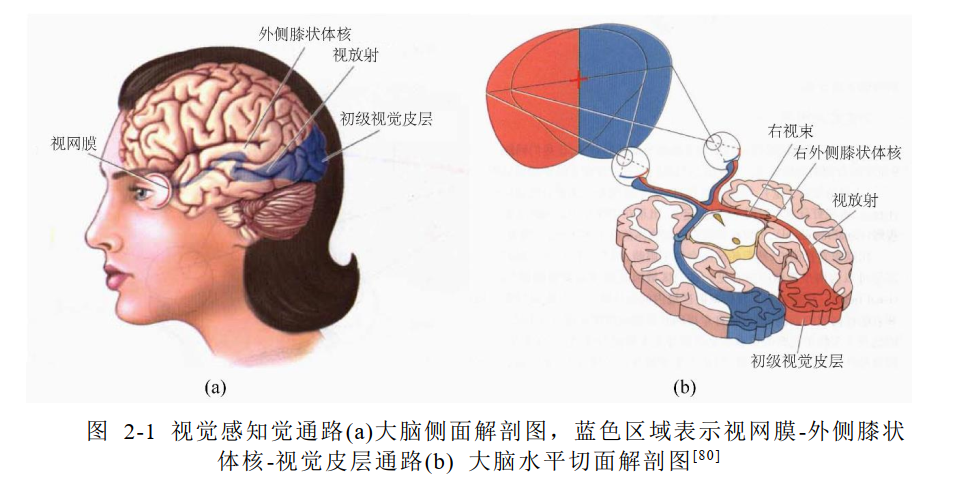 外侧膝状体核
视放射
初级视觉皮层
视网膜
(a)
右视束
右外侧膝状体核
视放射
初级视觉皮层
(b)
图 2-1 视觉感知觉通路(a)大脑侧面解剖图，蓝色区域表示视网膜-外侧膝状
体核-视觉皮层通路(b) 大脑水平切面解剖图[80]